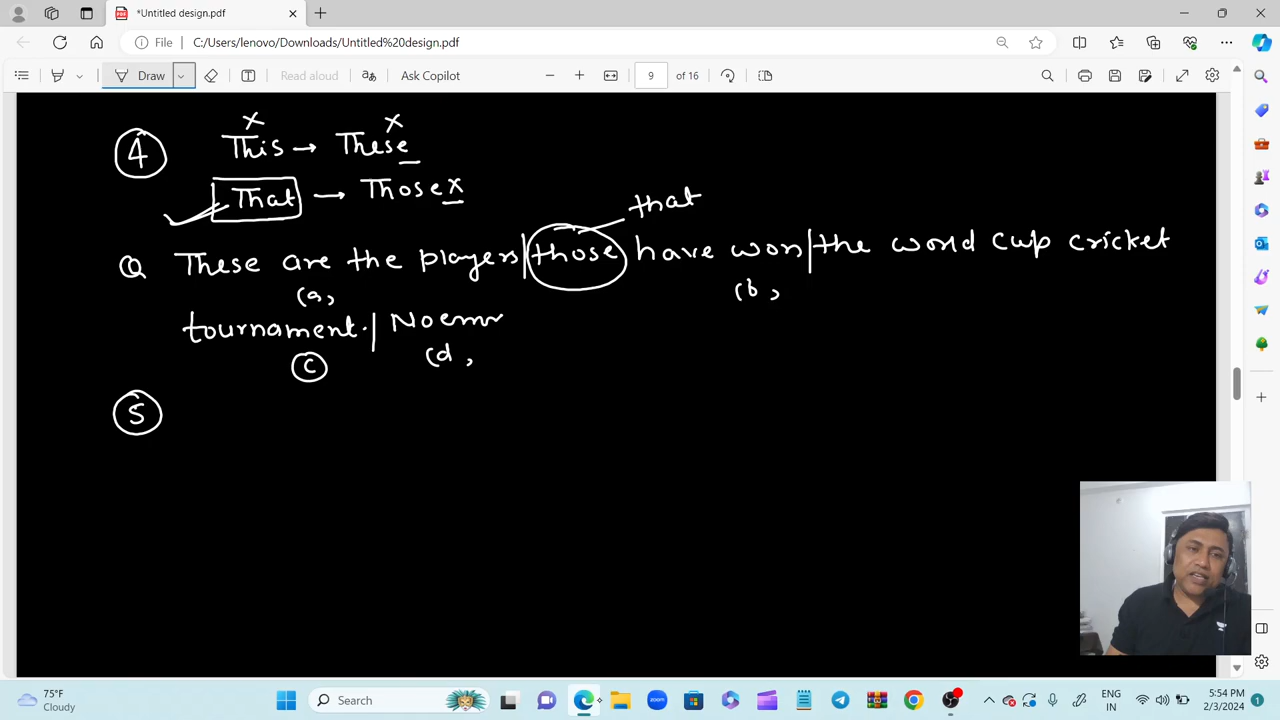 *Untitled design.pdf
File C:/Users/lenovo/Downloads/Untitled%20design.pdf
Draw Read aloud Ask Copilot 9 of 16
x x
4 This → These
That → Those x
that
Q These are the players | those have won | the world cup cricket
(a, (b,
tournament. | No error
c (d,
5
75°F
Cloudy
Search
ENG
IN
5:54 PM
2/3/2024